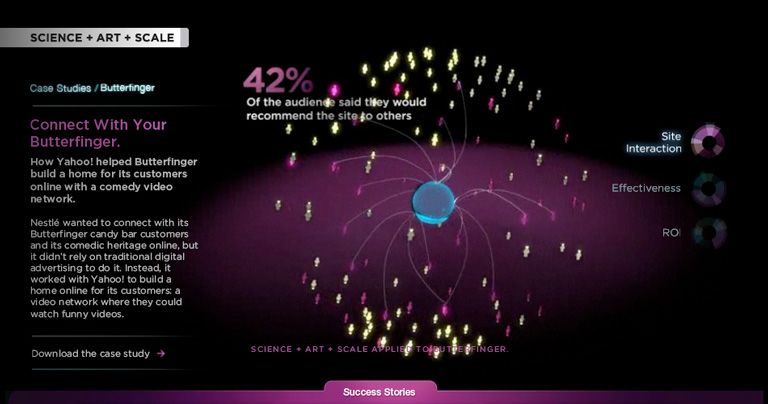 SCIENCE + ART + SCALE
Case Studies / Butterfinger
Connect With Your
Butterfinger.
How Yahoo! helped Butterfinger
build a home for its customers
online with a comedy video
network.
Nestlé wanted to connect with its
Butterfinger candy bar customers
and its comedic heritage online, but
it didn't rely on traditional digital
advertising to do it. Instead, it
worked with Yahoo! to build a
home online for its customers: a
video network where they could
watch funny videos.
Download the case study
42%
Of the audience said they would
recommend the site to others
Site
Interaction
Effectiveness
ROI
SCIENCE + ART + SCALE APPLIED TO BUTTERFINGER.
Success Stories